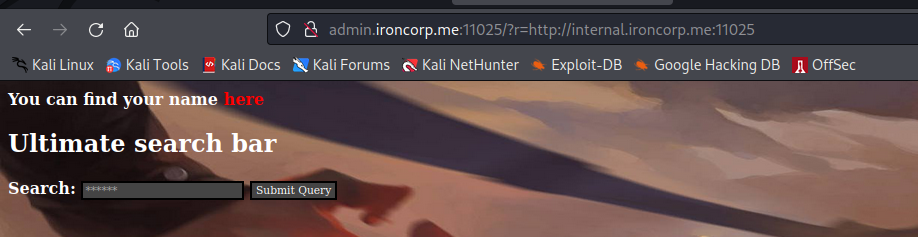 admin.ironcorp.me:11025/?r=http://internal.ironcorp.me:11025
Kali Linux Kali Tools Kali Docs Kali Forums Kali NetHunter Exploit-DB Google Hacking DB OffSec
You can find your name here
Ultimate search bar
Search: ****** Submit Query